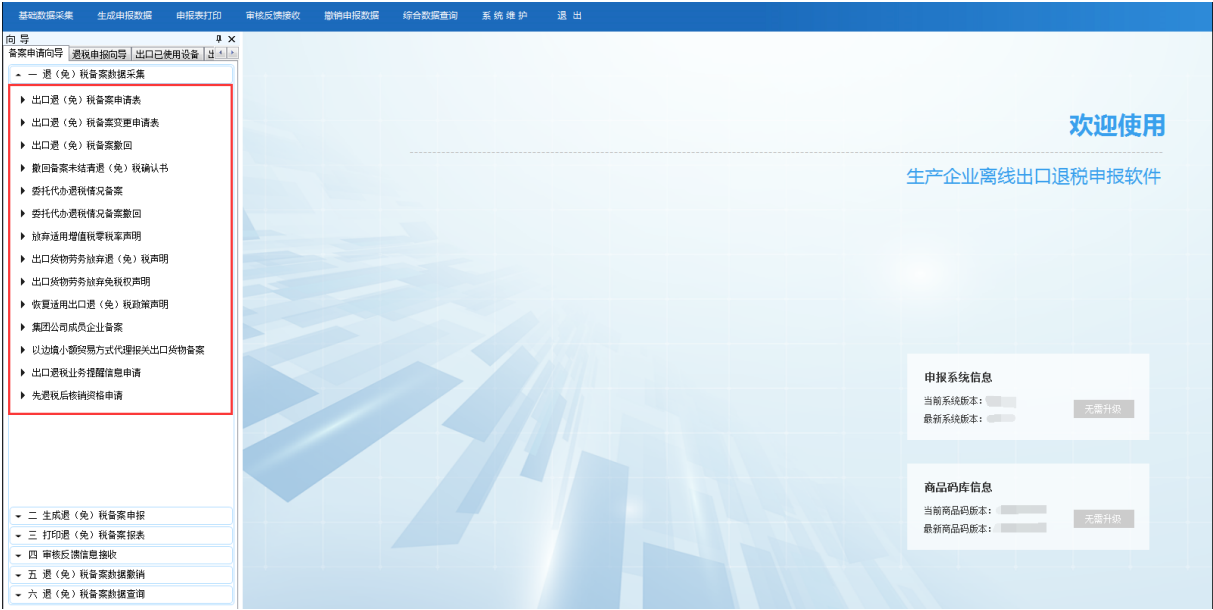 基础数据采集 生成申报数据 申报表打印 审核反馈接收 撤销申报数据 综合数据查询 系统维护 退出
向导
备案申请向导 退税申报向导 出口已使用设备
一 退（免）税备案数据采集
出口退（免）税备案申请表
出口退（免）税备案变更申请表
出口退（免）税备案撤回
撤回备案未结清退（免）税确认书
委托代办退税情况备案
委托代办退税情况备案撤回
放弃适用增值税零税率声明
出口货物劳务放弃退（免）税声明
出口货物劳务放弃免税权声明
恢复适用出口退（免）税政策声明
集团公司成员企业备案
以边境小额贸易方式代理报关出口货物备案
出口退税业务提醒信息申请
先退税后核销资格申请
二 生成退（免）税备案申报
三 打印退（免）税备案报表
四 审核反馈信息接收
五 退（免）税备案数据撤销
六 退（免）税备案数据查询
欢迎使用
生产企业离线出口退税申报软件
申报系统信息
当前系统版本：
最新系统版本：
无需升级
商品码库信息
当前商品码版本：
最新商品码版本：
无需升级